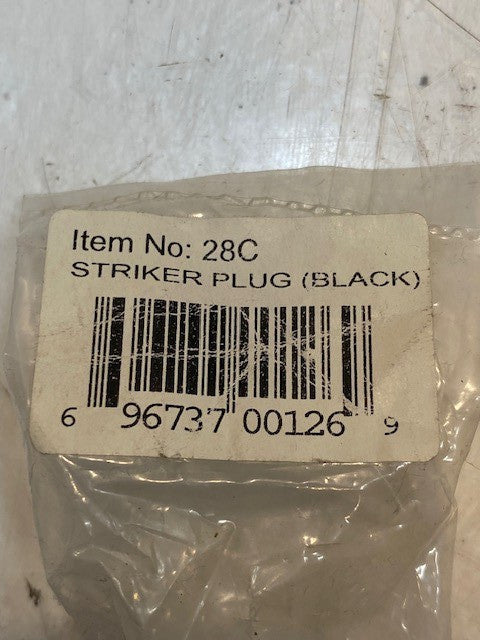 Item No: 28C
STRIKER PLUG (BLACK)
6 96737 00126 9